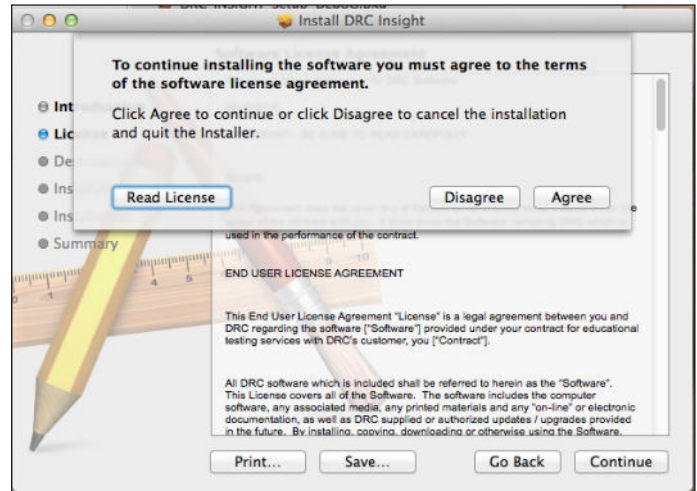 Install DRC Insight
To continue installing the software you must agree to the terms
of the software license agreement.
Click Agree to continue or click Disagree to cancel the installation
and quit the Installer.
Read License
Disagree
Agree
Int
Lic
De
Ins
Ins
Summary
used in the performance of the contract.
END USER LICENSE AGREEMENT
This End User License Agreement "License" is a legal agreement between you and
DRC regarding the software ["Software"] provided under your contract for educational
testing services with DRC's customer, you ["Contract"].
All DRC software which is included shall be referred to herein as the "Software".
This License covers all of the Software. The software includes the computer
software, any associated media, any printed materials and any "on-line" or electronic
documentation, as well as DRC supplied or authorized updates / upgrades provided
in the future. By installing, copying, downloading or otherwise using the Software,
Print...
Save...
Go Back
Continue